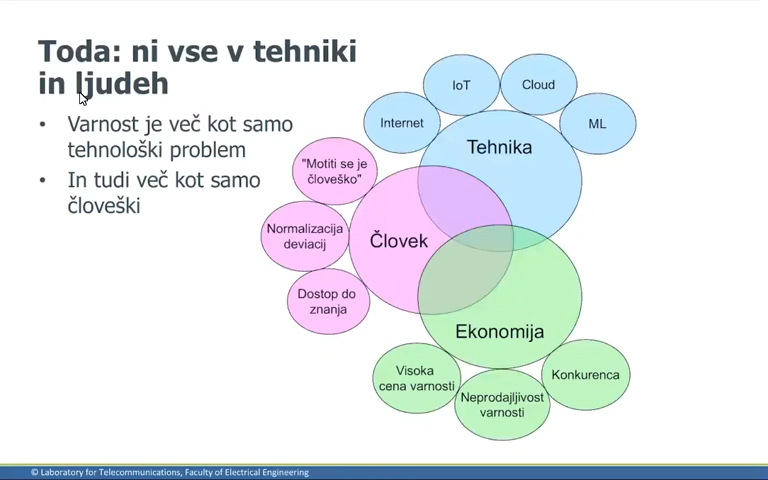 Toda: ni vse v tehniki
in ljudeh
• Varnost je več kot samo
tehnološki problem
• In tudi več kot samo
človeški
IoT
Cloud
Internet
ML
Tehnika
"Motiti se je
človeško"
Normalizacija
deviacij
Človek
Dostop do
znanja
Ekonomija
Visoka
cena varnosti
Neprodajljivost
varnosti
Konkurenca
© Laboratory for Telecommunications, Faculty of Electrical Engineering